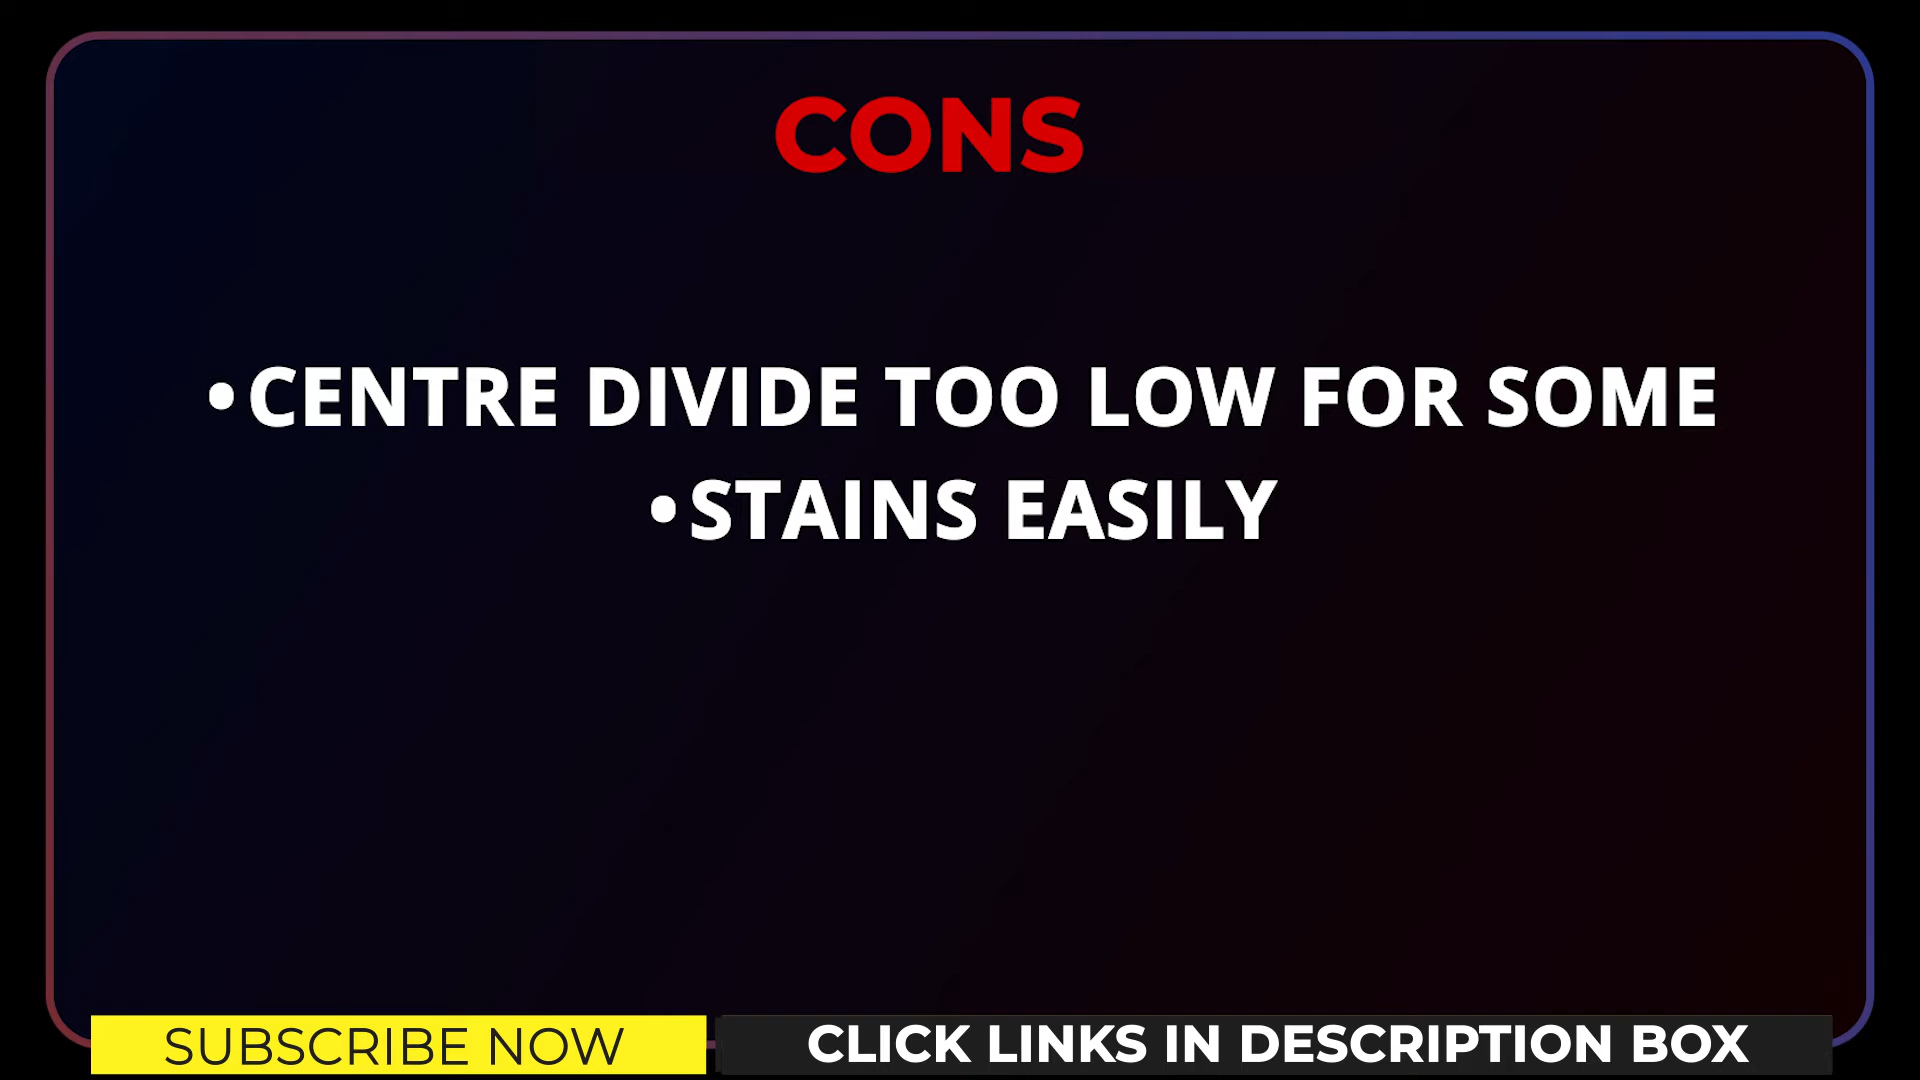 CONS
•CENTRE DIVIDE TOO LOW FOR SOME
•STAINS EASILY
SUBSCRIBE NOW
CLICK LINKS IN DESCRIPTION BOX